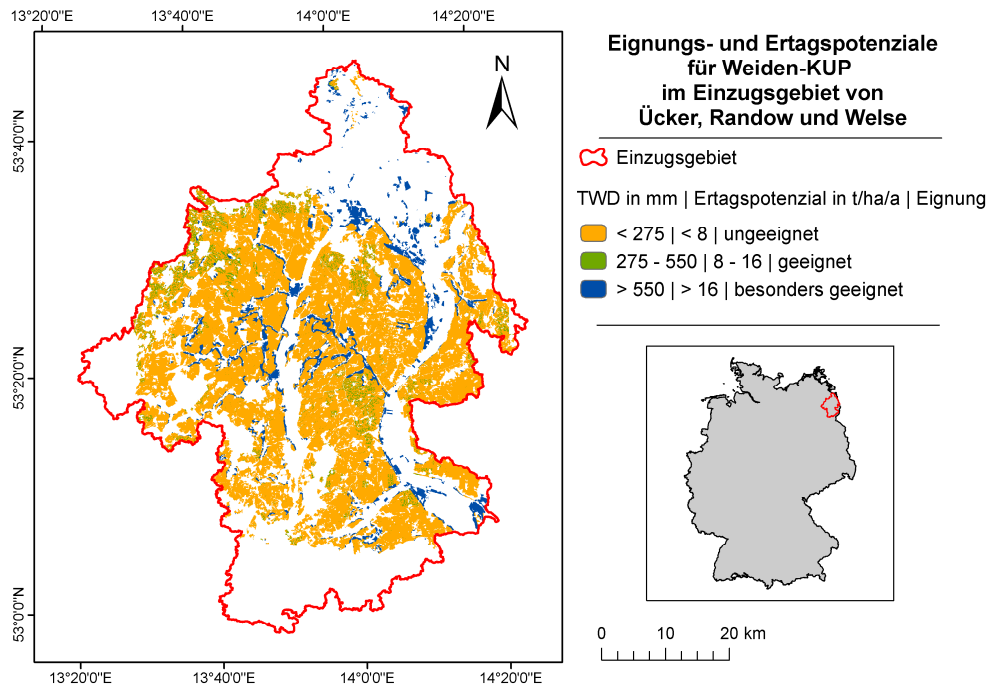 13°20'0"E 13°40'0"E 14°0'0"E 14°20'0"E
53°40'0"N
53°20'0"N
53°0'0"N
13°20'0"E 13°40'0"E 14°0'0"E 14°20'0"E
N
Eignungs- und Ertagspotenziale
für Weiden-KUP
im Einzugsgebiet von
Ücker, Randow und Welse
Einzugsgebiet
TWD in mm | Ertagspotenzial in t/ha/a | Eignung
< 275 | < 8 | ungeeignet
275 - 550 | 8 - 16 | geeignet
> 550 | > 16 | besonders geeignet
0 10 20 km